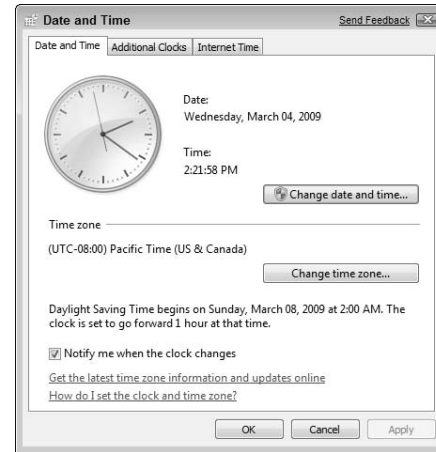 Date and Time
Send Feedback
Date and Time Additional Clocks Internet Time
Date:
Wednesday, March 04, 2009
Time:
2:21:58 PM
Change date and time...
Time zone
(UTC-08:00) Pacific Time (US & Canada)
Change time zone...
Daylight Saving Time begins on Sunday, March 08, 2009 at 2:00 AM. The
clock is set to go forward 1 hour at that time.
Notify me when the clock changes
Get the latest time zone information and updates online
How do I set the clock and time zone?
OK Cancel Apply